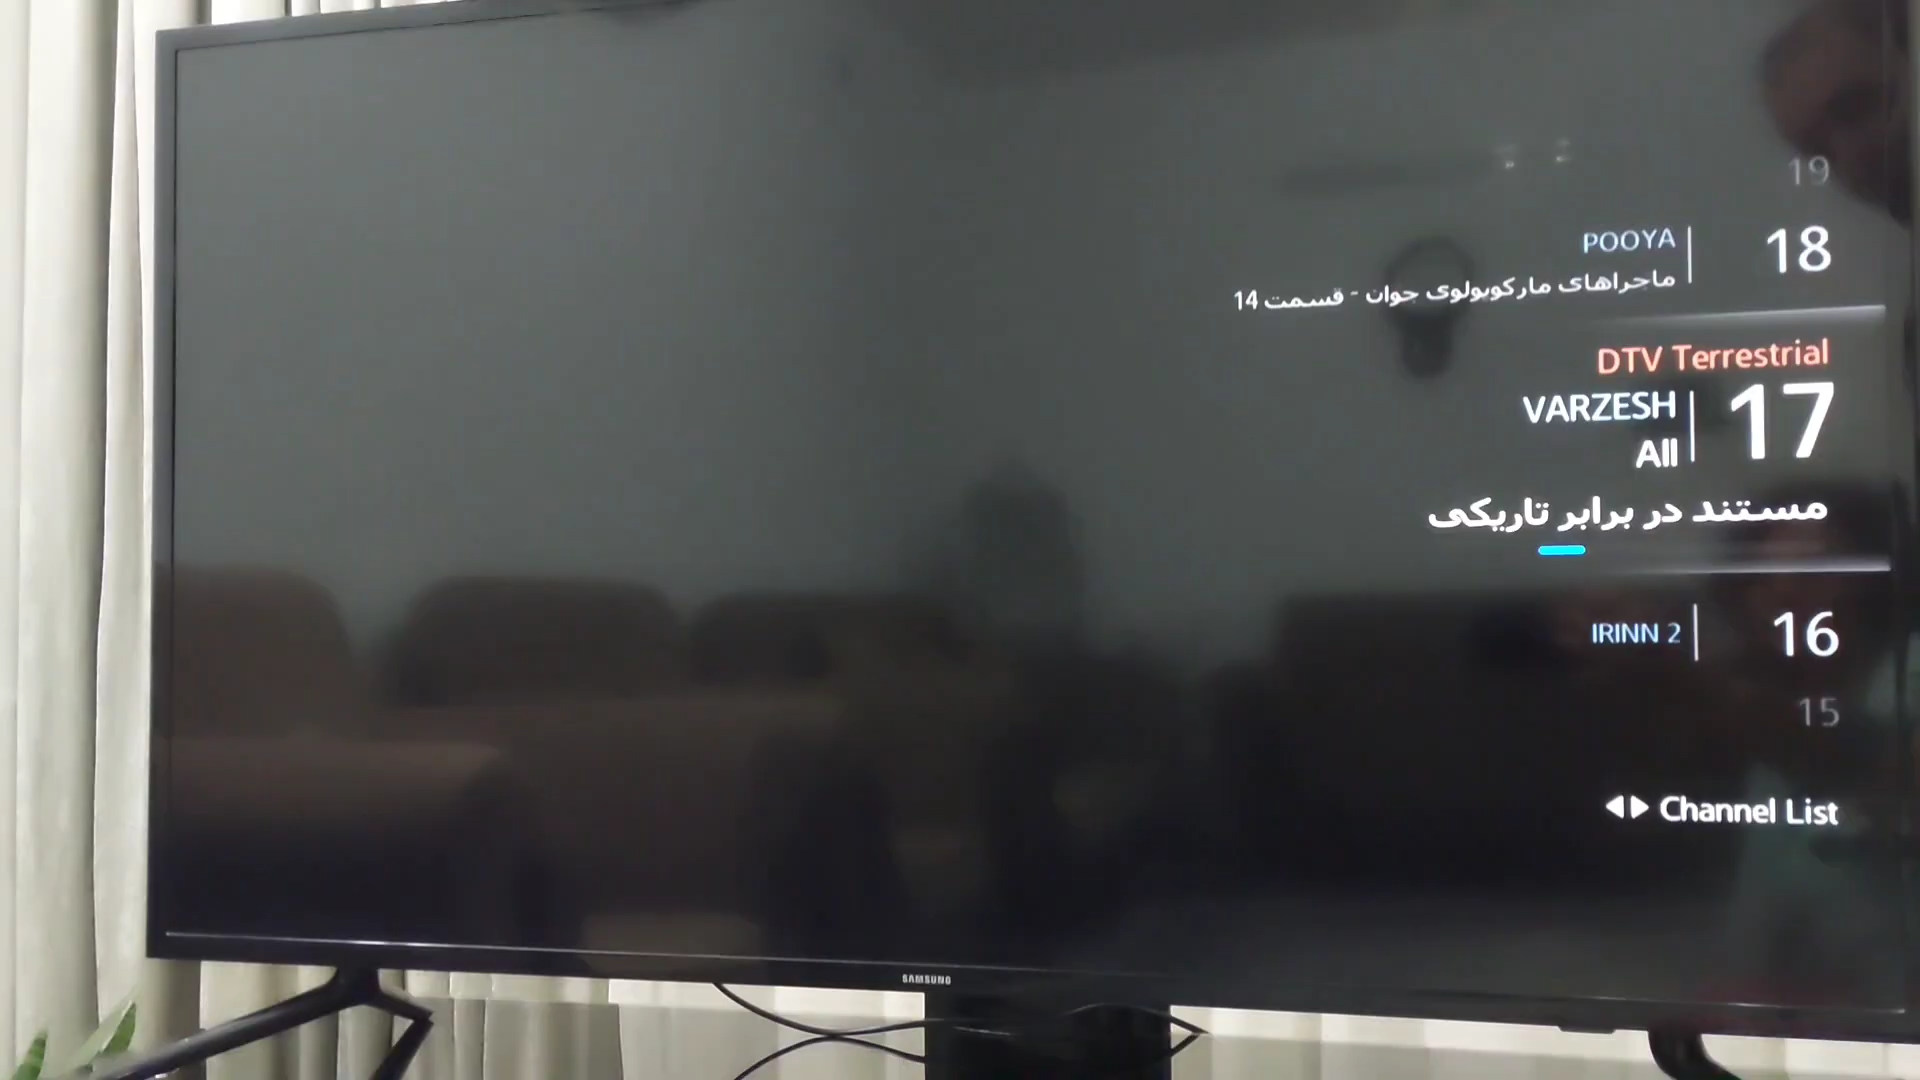 19
POOYA | 18
ماجراهای مارکوپولوی جوان - قسمت 14
DTV Terrestrial
VARZESH | 17
All
مستند در برابر تاریکی
IRINN 2 | 16
15
◀▶ Channel List
SAMSUNG